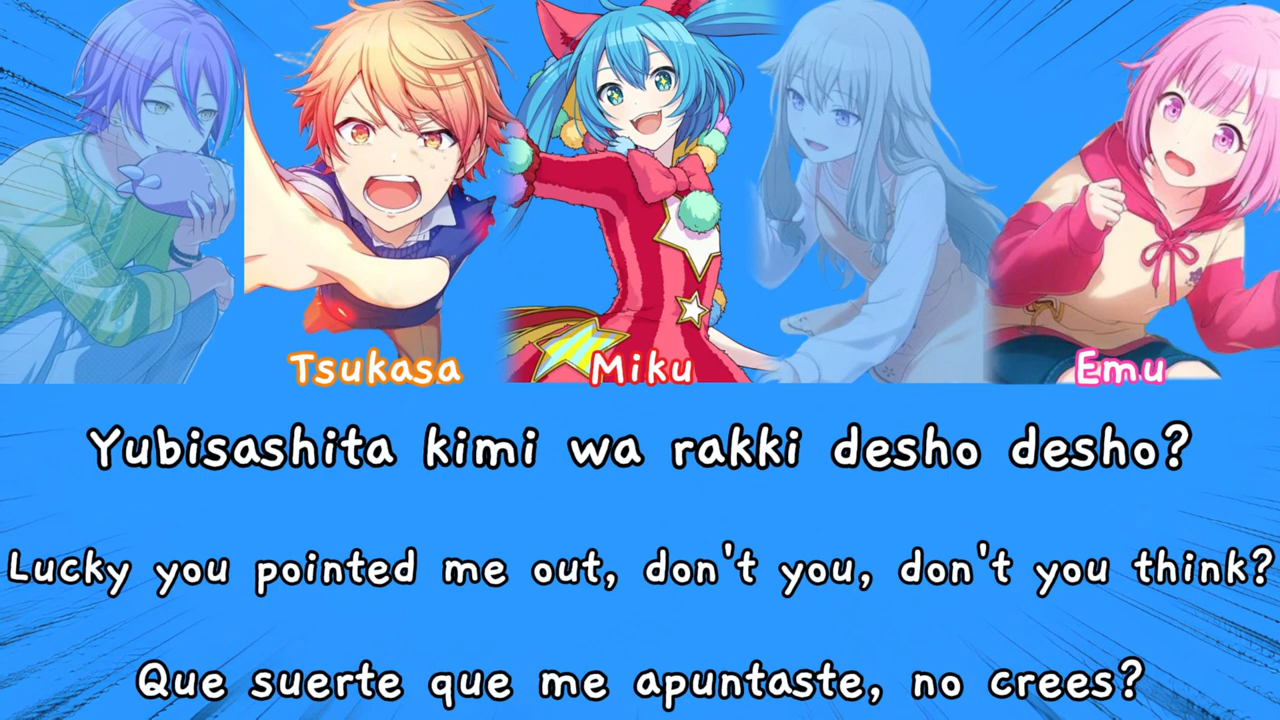 Tsukasa
Miku
Emu
Yubisashita kimi wa rakki desho desho?
Lucky you pointed me out, don't you, don't you think?
Que suerte que me apuntaste, no crees?